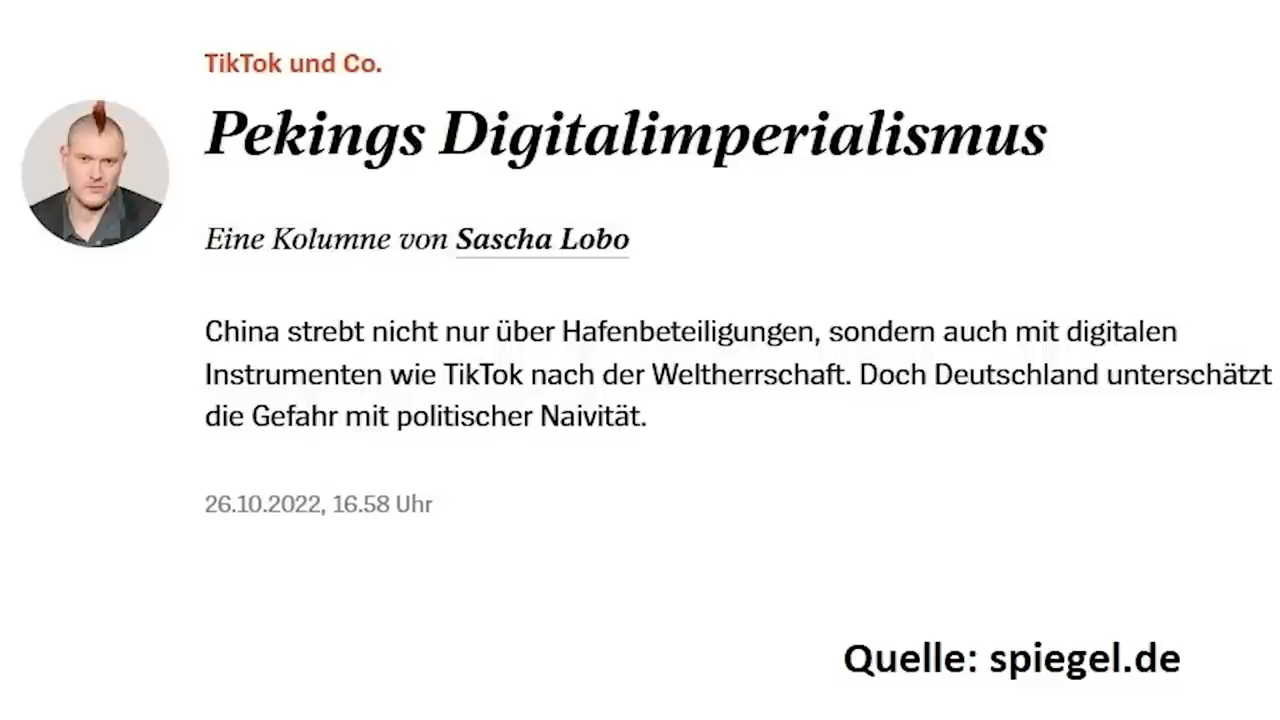 TikTok und Co.
Pekings Digitalimperialismus
Eine Kolumne von Sascha Lobo
China strebt nicht nur über Hafenbeteiligungen, sondern auch mit digitalen
Instrumenten wie TikTok nach der Weltherrschaft. Doch Deutschland unterschätzt
die Gefahr mit politischer Naivität.
26.10.2022, 16.58 Uhr
Quelle: spiegel.de